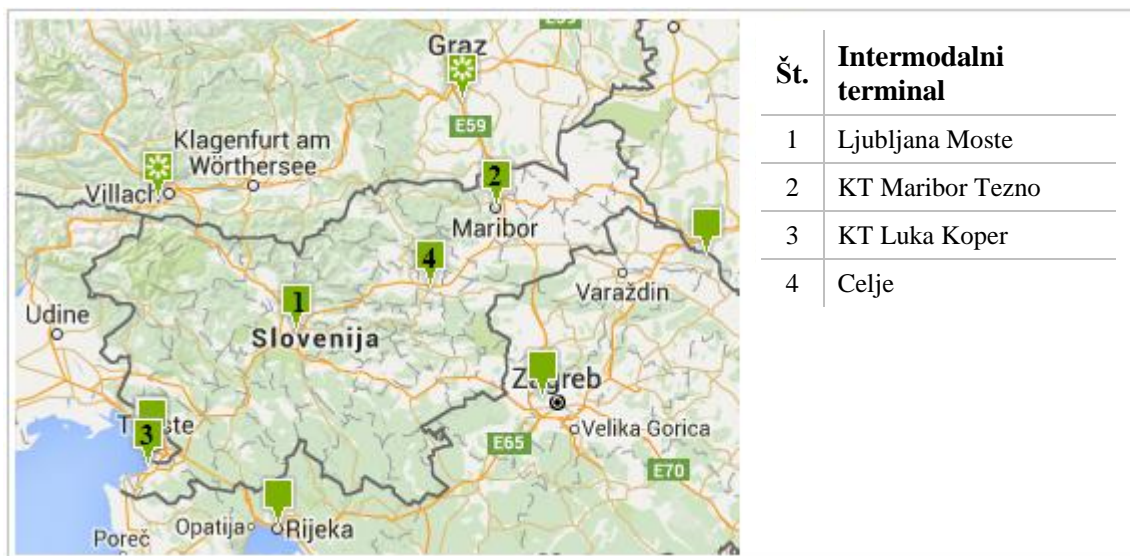 E59
Graz
E59
Klagenfurt am
Wörthersee
Villach
2
Maribor
4
Varaždin
Udine
1
Slovenija
Zagreb
3
Velika Gorica
E65
E70
Opatija
Rijeka
Poreč
Št. Intermodalni
terminal
1 Ljubljana Moste
2 KT Maribor Tezno
3 KT Luka Koper
4 Celje